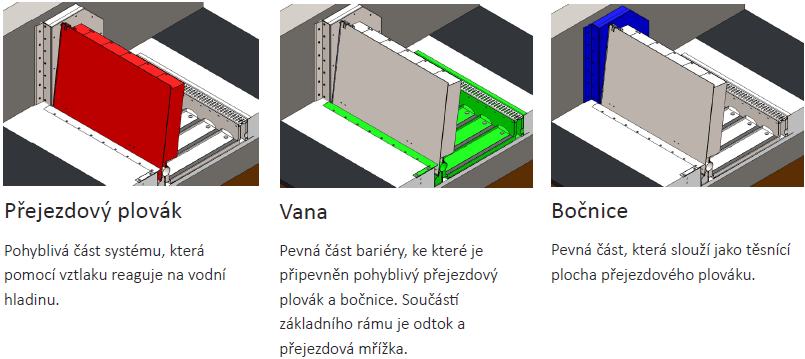 Přejezdový plovák
Pohyblivá část systému, která
pomocí vztlaku reaguje na vodní
hladinu.
Vana
Pevná část bariéry, ke které je
připevněn pohyblivý přejezdový
plovák a bočnice. Součástí
základního rámu je odtok a
přejezdová mřížka.
Bočnice
Pevná část, která slouží jako těsnící
plocha přejezdového plováku.